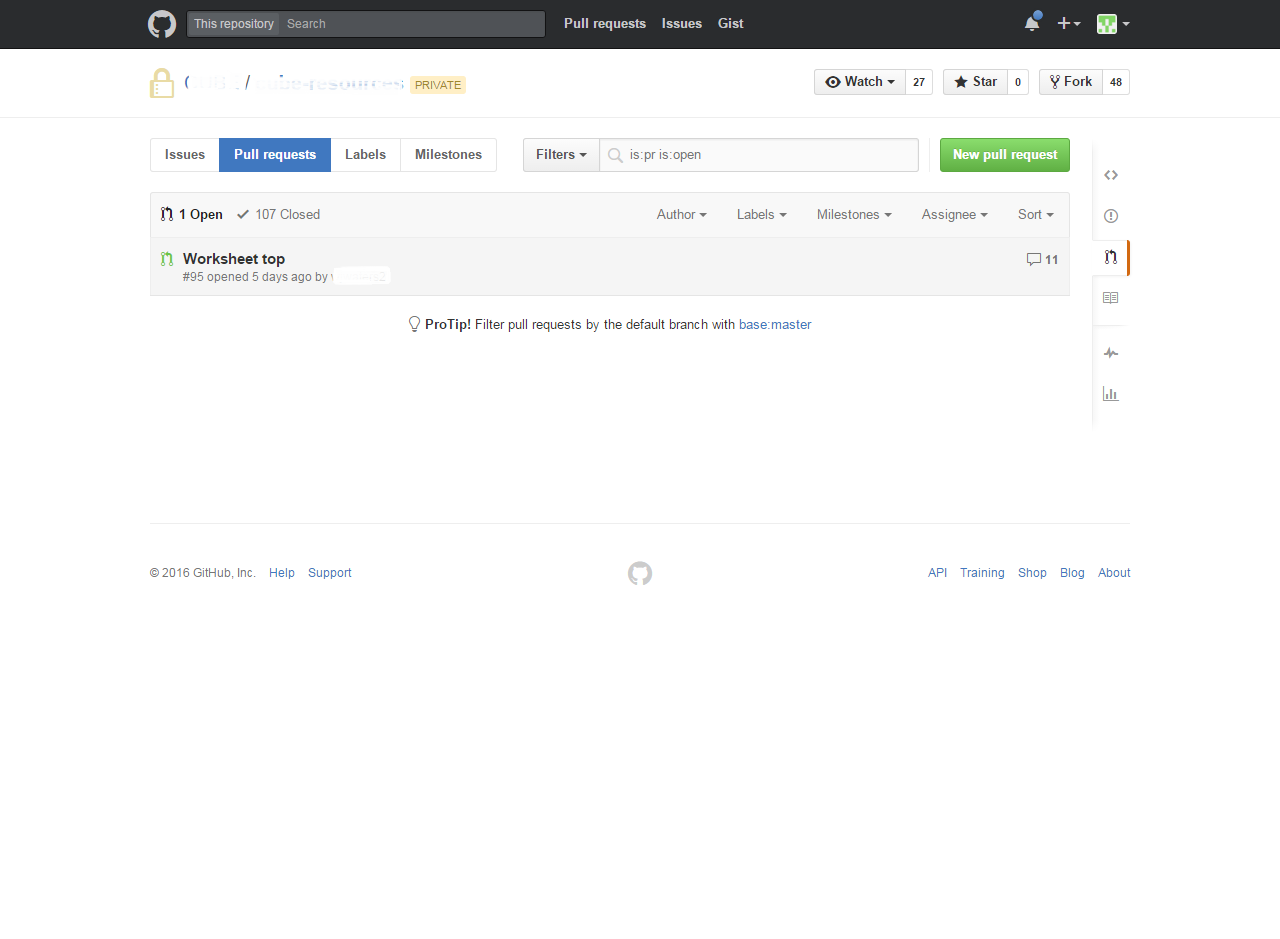 This repository Search Pull requests Issues Gist
/ PRIVATE Watch 27 Star 0 Fork 48
Issues Pull requests Labels Milestones Filters is:pr is:open New pull request
1 Open 107 Closed Author Labels Milestones Assignee Sort
Worksheet top 11
#95 opened 5 days ago by
ProTip! Filter pull requests by the default branch with base:master
© 2016 GitHub, Inc. Help Support API Training Shop Blog About